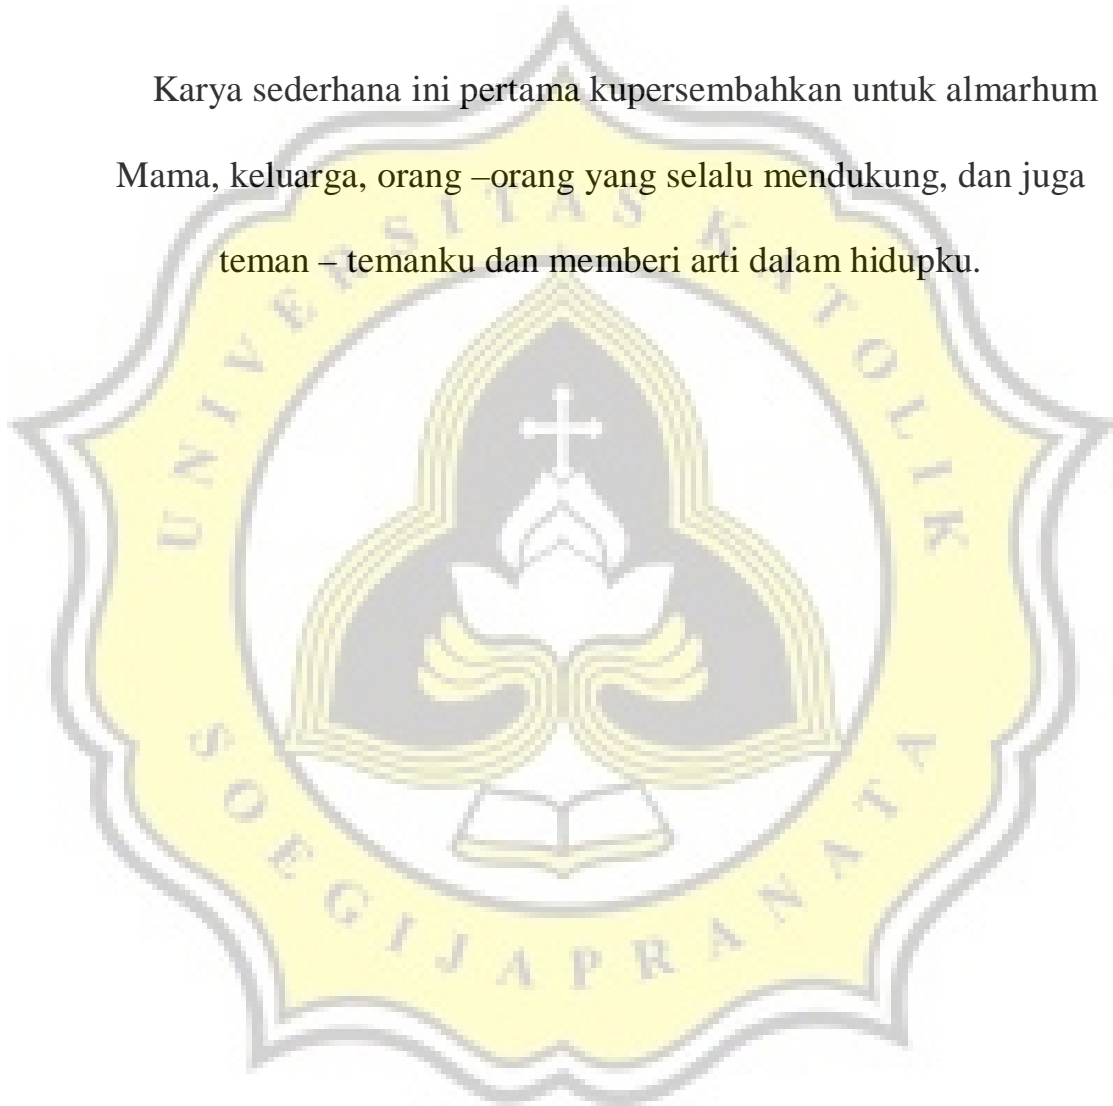 Karya sederhana ini pertama kupersembahkan untuk almarhum
Mama, keluarga, orang –orang yang selalu mendukung, dan juga
teman – temanku dan memberi arti dalam hidupku.
UNIVERSITAS KATOLIK
SOEGIJAPRANATA